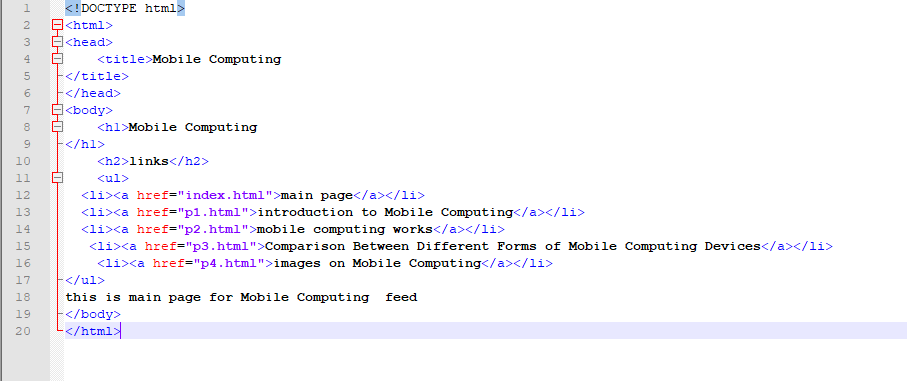 1 <!DOCTYPE html>
2 <html>
3 <head>
4 <title>Mobile Computing
5 </title>
6 </head>
7 <body>
8 <h1>Mobile Computing
9 </h1>
10 <h2>links</h2>
11 <ul>
12 <li><a href="index.html">main page</a></li>
13 <li><a href="p1.html">introduction to Mobile Computing</a></li>
14 <li><a href="p2.html">mobile computing works</a></li>
15 <li><a href="p3.html">Comparison Between Different Forms of Mobile Computing Devices</a></li>
16 <li><a href="p4.html">images on Mobile Computing</a></li>
17 </ul>
18 this is main page for Mobile Computing  feed
19 </body>
20 </html>